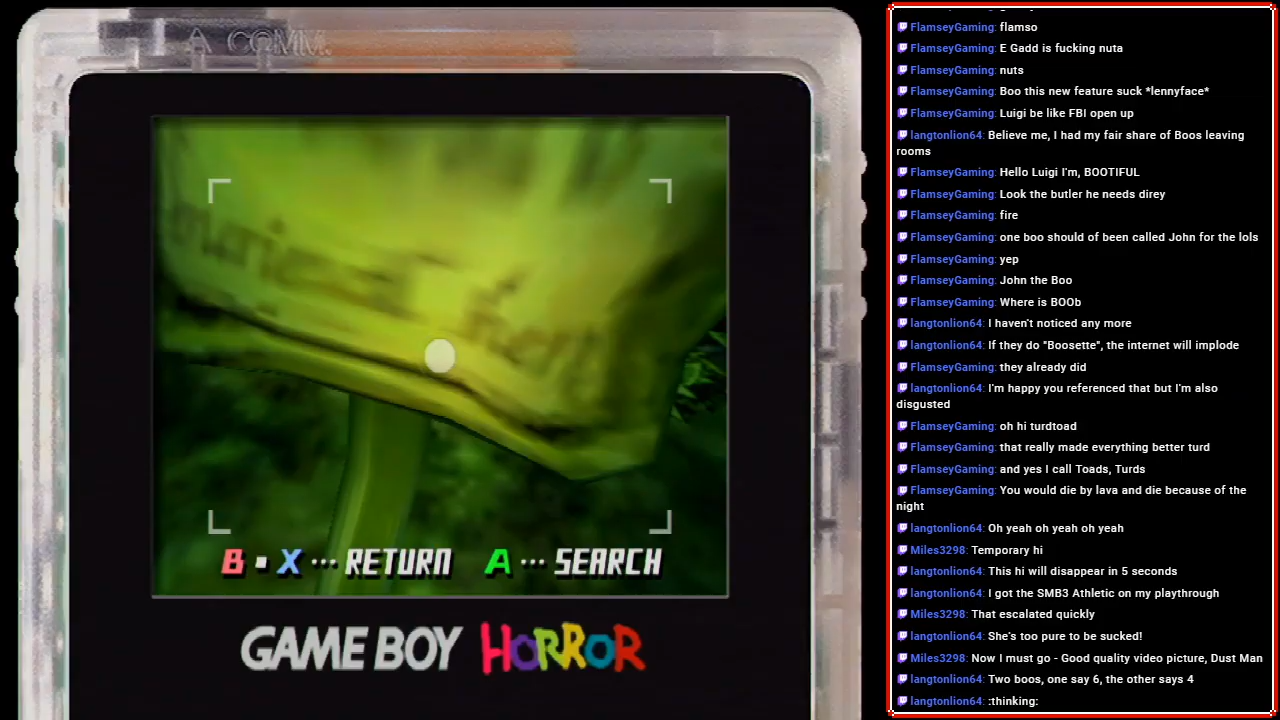 A COMM.
B • X ··· RETURN A ··· SEARCH
GAME BOY HORROR
FlamseyGaming: flamso
FlamseyGaming: E Gadd is fucking nuta
FlamseyGaming: nuts
FlamseyGaming: Boo this new feature suck *lennyface*
FlamseyGaming: Luigi be like FBI open up
langtonlion64: Believe me, I had my fair share of Boos leaving
rooms
FlamseyGaming: Hello Luigi I'm, BOOTIFUL
FlamseyGaming: Look the butler he needs direy
FlamseyGaming: fire
FlamseyGaming: one boo should of been called John for the lols
FlamseyGaming: yep
FlamseyGaming: John the Boo
FlamseyGaming: Where is BOOb
langtonlion64: I haven't noticed any more
langtonlion64: If they do "Boosette", the internet will implode
FlamseyGaming: they already did
langtonlion64: I'm happy you referenced that but I'm also
disgusted
FlamseyGaming: oh hi turdtoad
FlamseyGaming: that really made everything better turd
FlamseyGaming: and yes I call Toads, Turds
FlamseyGaming: You would die by lava and die because of the
night
langtonlion64: Oh yeah oh yeah oh yeah
Miles3298: Temporary hi
langtonlion64: This hi will disappear in 5 seconds
langtonlion64: I got the SMB3 Athletic on my playthrough
Miles3298: That escalated quickly
langtonlion64: She's too pure to be sucked!
Miles3298: Now I must go - Good quality video picture, Dust Man
langtonlion64: Two boos, one say 6, the other says 4
langtonlion64: :thinking: